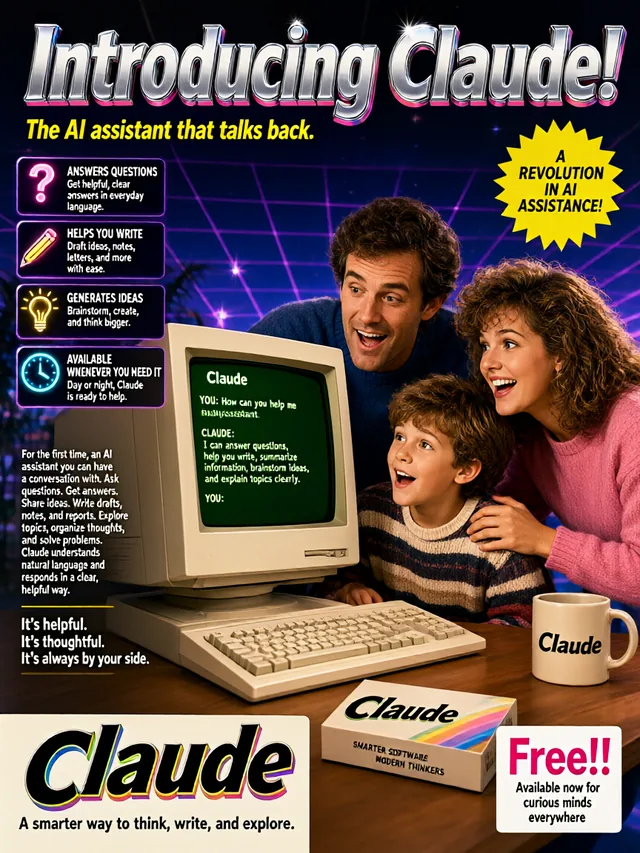 Introducing Claude!
The AI assistant that talks back.
A
REVOLUTION
IN AI
ASSISTANCE!
ANSWERS QUESTIONS
Get helpful, clear
answers in everyday
language.
HELPS YOU WRITE
Draft ideas, notes,
letters, and more
with ease.
GENERATES IDEAS
Brainstorm, create,
and think bigger.
AVAILABLE
WHENEVER YOU NEED IT
Day or night, Claude
is ready to help.
Claude
YOU: How can you help me
CLAUDE:
I can answer questions,
help you write, summarize
information, brainstorm ideas,
and explain topics clearly.
YOU:
For the first time, an AI
assistant you can have
a conversation with. Ask
questions. Get answers.
Share ideas. Write drafts,
notes, and reports. Explore
topics, organize thoughts,
and solve problems.
Claude understands
natural language and
responds in a clear,
helpful way.
It's helpful.
It's thoughtful.
It's always by your side.
Claude
Claude
SMARTER SOFTWARE
MODERN THINKERS
Claude
A smarter way to think, write, and explore.
Free!!
Available now for
curious minds
everywhere